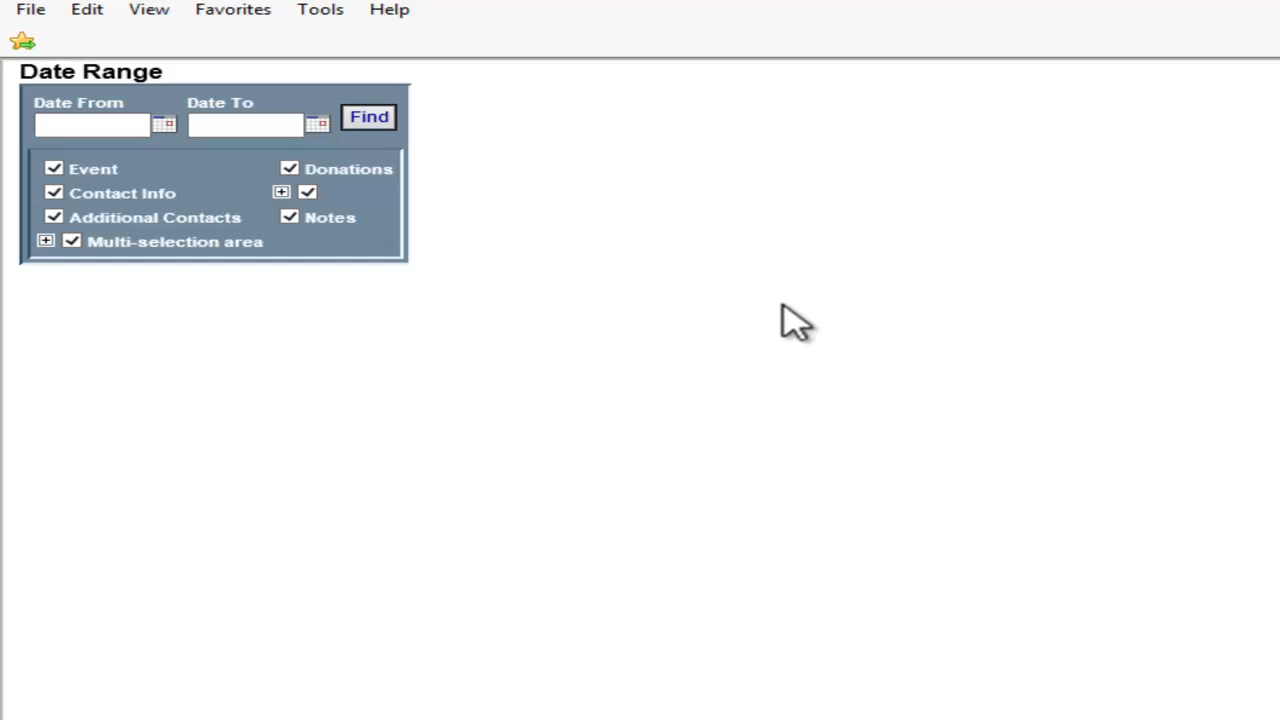 File Edit View Favorites Tools Help
Date Range
Date From Date To
Find
Event Donations
Contact Info
Additional Contacts Notes
Multi-selection area